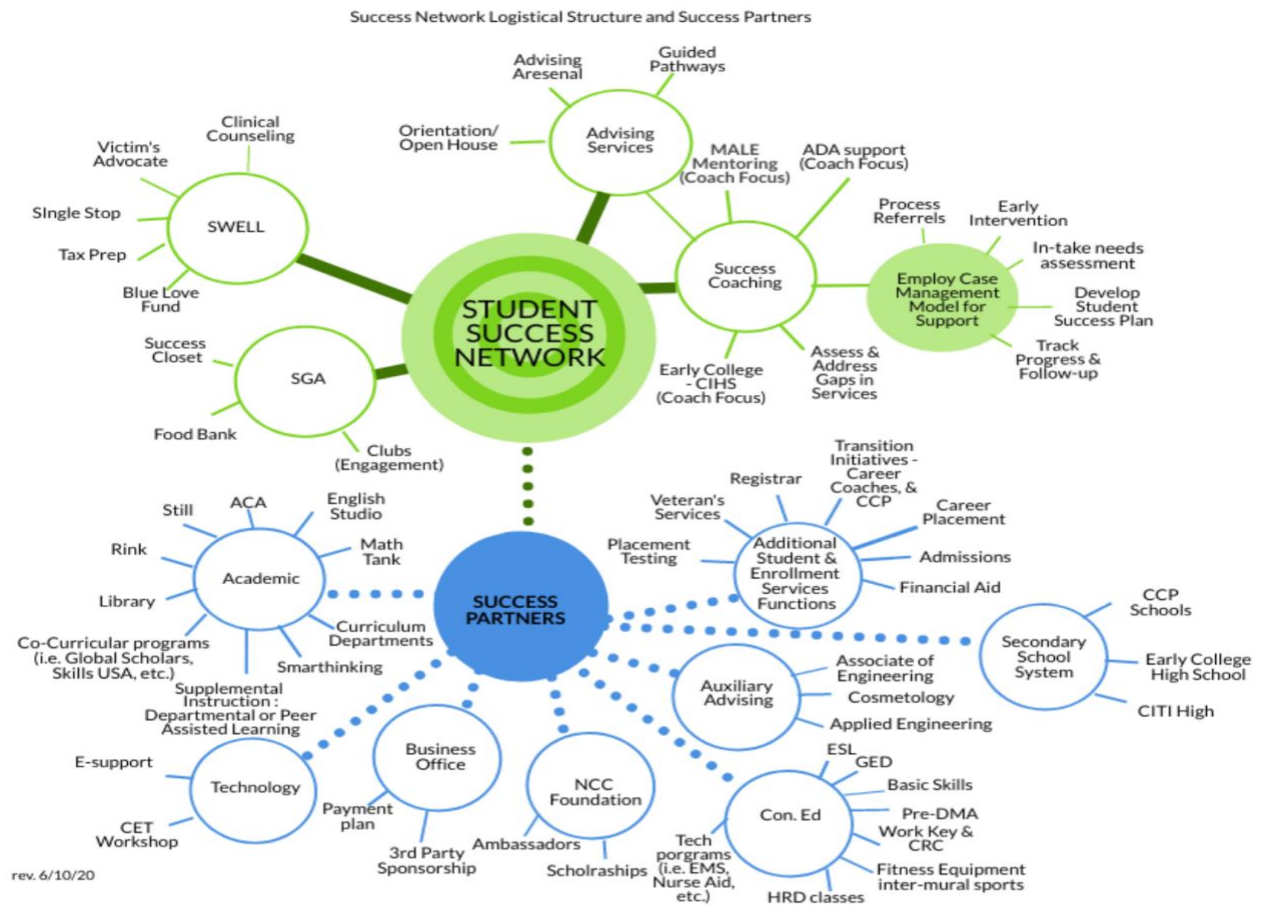 Success Network Logistical Structure and Success Partners
Advising
Aresenal
Guided
Pathways
Orientation/
Open House
Advising
Services
Clinical
Counseling
Victim's
Advocate
SIngle Stop
Tax Prep
Blue Love
Fund
SWELL
MALE
Mentoring
(Coach Focus)
ADA support
(Coach Focus)
Success
Coaching
Early College
- CIHS
(Coach Focus)
Assess &
Address
Gaps in
Services
Process
Referrals
Early
Intervention
In-take needs
assessment
Employ Case
Management
Model for
Support
Develop
Student
Success Plan
Track
Progress &
Follow-up
STUDENT
SUCCESS
NETWORK
Success
Closet
SGA
Food Bank
Clubs
(Engagement)
Still
ACA
English
Studio
Rink
Math
Tank
Academic
Library
Curriculum
Departments
Co-Curricular programs
(i.e. Global Scholars,
Skills USA, etc.)
Smarthinking
Supplemental
Instruction :
Departmental or Peer
Assisted Learning
SUCCESS
PARTNERS
Transition
Initiatives -
Career
Coaches, &
CCP
Registrar
Veteran's
Services
Career
Placement
Placement
Testing
Additional
Student &
Enrollment
Services
Functions
Admissions
Financial Aid
CCP
Schools
Secondary
School
System
Early College
High School
CITI High
Auxiliary
Advising
Associate of
Engineering
Cosmetology
Applied Engineering
E-support
Technology
CET
Workshop
Business
Office
Payment
plan
3rd Party
Sponsorship
NCC
Foundation
Ambassadors
Scholraships
Con. Ed
ESL
GED
Basic Skills
Pre-DMA
Work Key &
CRC
Fitness Equipment
inter-mural sports
HRD classes
Tech
porgrams
(i.e. EMS,
Nurse Aid,
etc.)
rev. 6/10/20